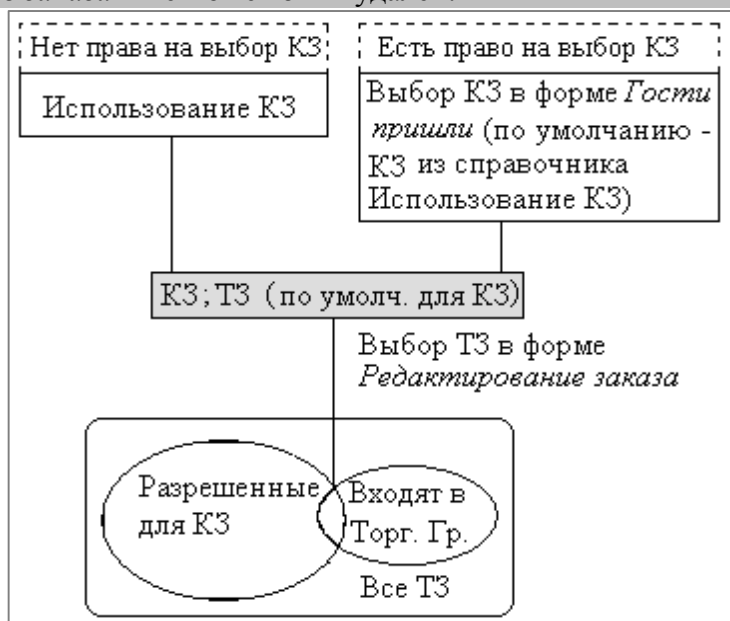 Нет права на выбор КЗ
Есть право на выбор КЗ
Использование КЗ
Выбор КЗ в форме Гости
пришли (по умолчанию -
КЗ из справочника
Использование КЗ)
КЗ; ТЗ (по умолч. для КЗ)
Выбор ТЗ в форме
Редактирование заказа
Разрешенные
для КЗ
Входят в
Торг. Гр.
Все ТЗ